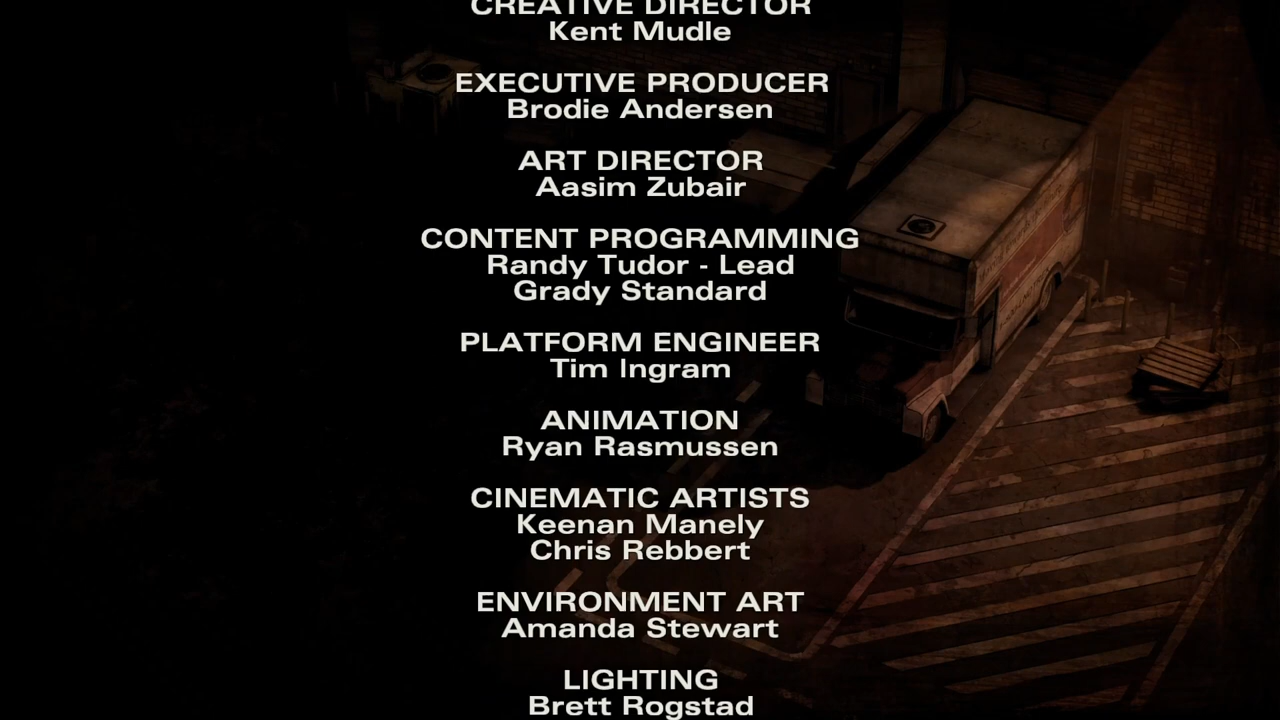 CREATIVE DIRECTOR
Kent Mudle
EXECUTIVE PRODUCER
Brodie Andersen
ART DIRECTOR
Aasim Zubair
CONTENT PROGRAMMING
Randy Tudor - Lead
Grady Standard
PLATFORM ENGINEER
Tim Ingram
ANIMATION
Ryan Rasmussen
CINEMATIC ARTISTS
Keenan Manely
Chris Rebbert
ENVIRONMENT ART
Amanda Stewart
LIGHTING
Brett Rogstad